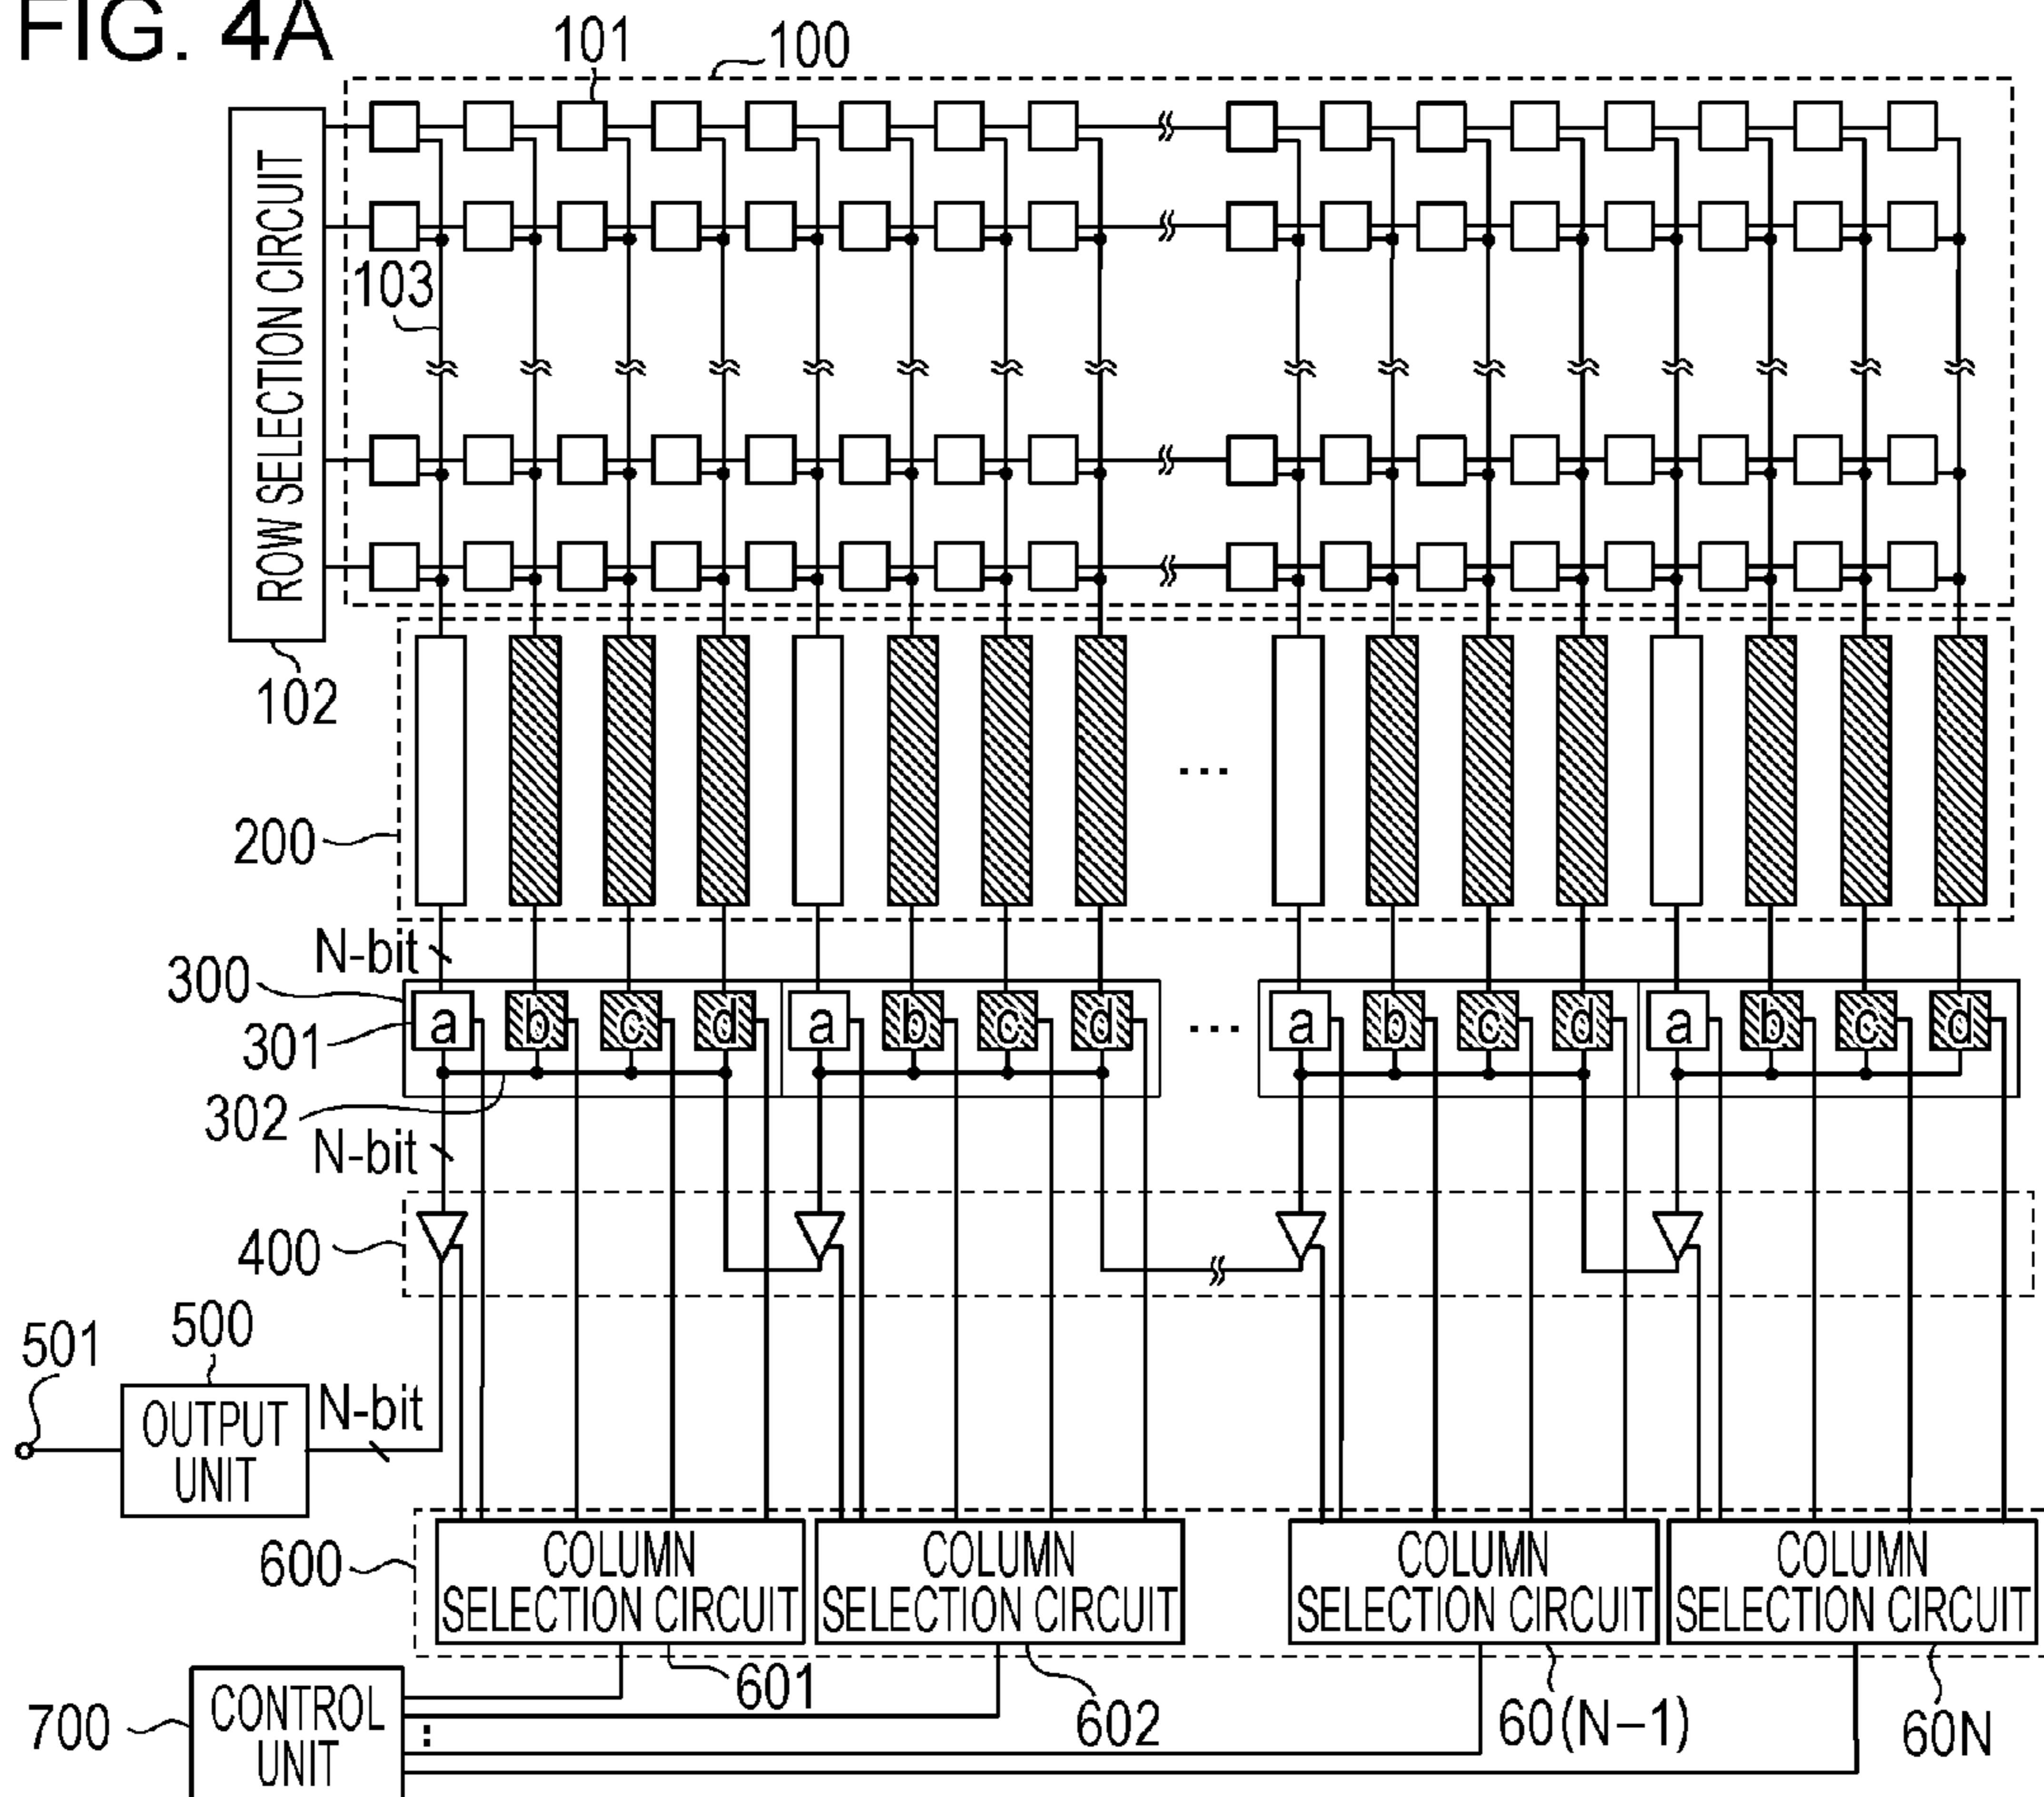 FIG. 4A
101
100
ROW SELECTION CIRCUIT
103
102
200
N-bit
300
301
a b c d a b c d ... a b c d a b c d
302
N-bit
400
500
501
OUTPUT
UNIT
N-bit
600
COLUMN
SELECTION CIRCUIT
COLUMN
SELECTION CIRCUIT
COLUMN
SELECTION CIRCUIT
COLUMN
SELECTION CIRCUIT
601
602
60(N–1)
60N
700
CONTROL
UNIT